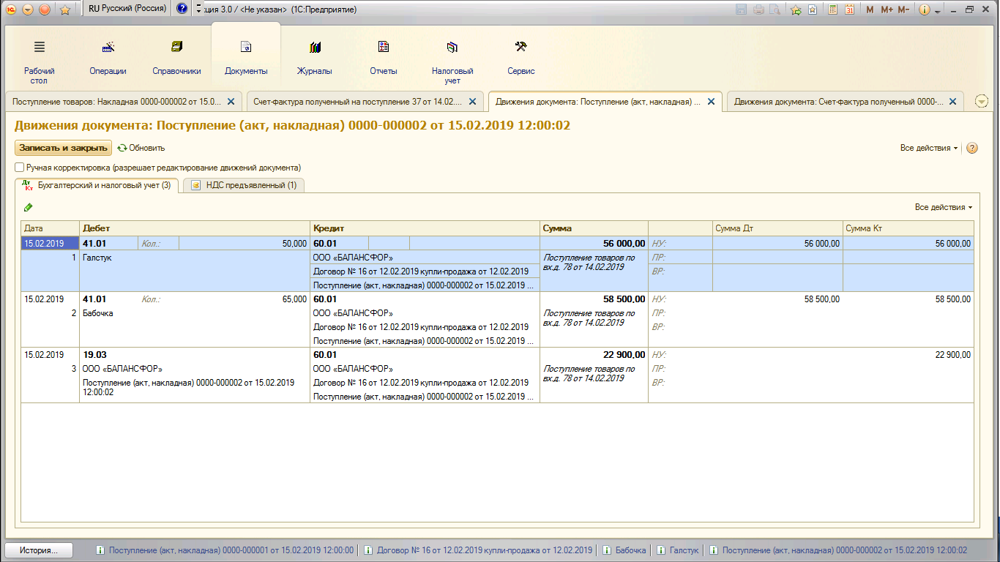 RU Русский (Россия) кция 3.0 / <Не указан> (1С:Предприятие) M M+ M-
Рабочий стол
Операции
Справочники
Документы
Журналы
Отчеты
Налоговый учет
Сервис
Поступление товаров: Накладная 0000-000002 от 15.0...
Счет-фактура полученный на поступление 37 от 14.02....
Движения документа: Поступление (акт, накладная) ...
Движения документа: Счет-фактура полученный 0000-...
Движения документа: Поступление (акт, накладная) 0000-000002 от 15.02.2019 12:00:02
Записать и закрыть Обновить Все действия
Ручная корректировка (разрешает редактирование движений документа)
Бухгалтерский и налоговый учет (3) НДС предъявленный (1)
Все действия
Дата Дебет Кредит Сумма Сумма Дт Сумма Кт
15.02.2019 41.01 Кол.: 50,000 60.01 56 000,00 НУ: 56 000,00 56 000,00
1 Галстук ООО «БАЛАНСФОР» Поступление товаров по вх.д. 78 от 14.02.2019 ПР:
Договор № 16 от 12.02.2019 купли-продажа от 12.02.2019 ВР:
Поступление (акт, накладная) 0000-000002 от 15.02.2019 ...
15.02.2019 41.01 Кол.: 65,000 60.01 58 500,00 НУ: 58 500,00 58 500,00
2 Бабочка ООО «БАЛАНСФОР» Поступление товаров по вх.д. 78 от 14.02.2019 ПР:
Договор № 16 от 12.02.2019 купли-продажа от 12.02.2019 ВР:
Поступление (акт, накладная) 0000-000002 от 15.02.2019 ...
15.02.2019 19.03 60.01 22 900,00 НУ: 22 900,00
3 ООО «БАЛАНСФОР» ООО «БАЛАНСФОР» Поступление товаров по вх.д. 78 от 14.02.2019 ПР:
Поступление (акт, накладная) 0000-000002 от 15.02.2019 12:00:02 Договор № 16 от 12.02.2019 купли-продажа от 12.02.2019 ВР:
Поступление (акт, накладная) 0000-000002 от 15.02.2019 ...
История... Поступление (акт, накладная) 0000-000001 от 15.02.2019 12:00:00 Договор № 16 от 12.02.2019 купли-продажа от 12.02.2019 Бабочка Галстук Поступление (акт, накладная) 0000-000002 от 15.02.2019 12:00:02